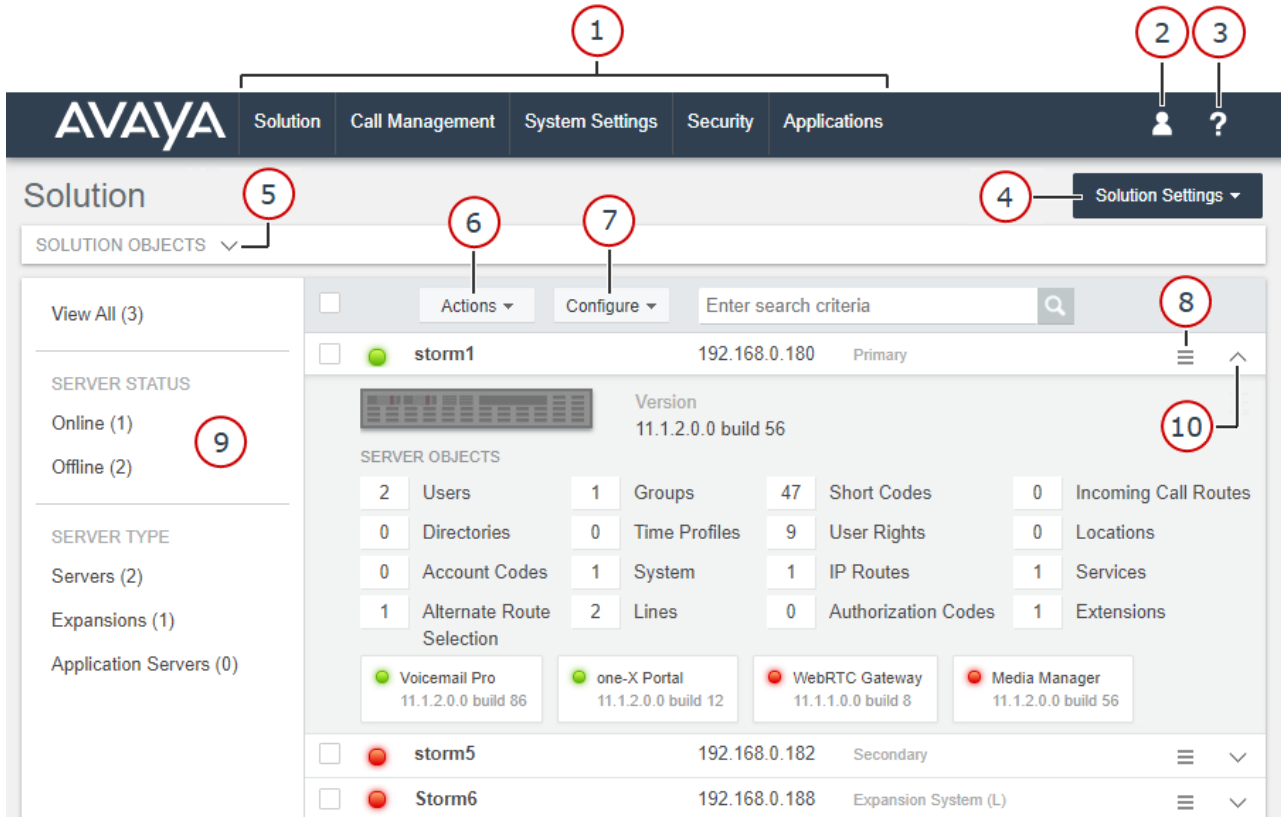 1
2
3
AVAYA
Solution
Call Management
System Settings
Security
Applications
?
Solution
5
4
Solution Settings
SOLUTION OBJECTS
6
7
View All (3)
Actions
Configure
Enter search criteria
8
storm1
192.168.0.180
Primary
SERVER STATUS
Online (1)
Offline (2)
9
Version
11.1.2.0.0 build 56
10
SERVER OBJECTS
2 Users
1 Groups
47 Short Codes
0 Incoming Call Routes
0 Directories
0 Time Profiles
9 User Rights
0 Locations
0 Account Codes
1 System
1 IP Routes
1 Services
1 Alternate Route
Selection
2 Lines
0 Authorization Codes
1 Extensions
SERVER TYPE
Servers (2)
Expansions (1)
Application Servers (0)
Voicemail Pro
11.1.2.0.0 build 86
one-X Portal
11.1.2.0.0 build 12
WebRTC Gateway
11.1.1.0.0 build 8
Media Manager
11.1.2.0.0 build 56
storm5
192.168.0.182
Secondary
Storm6
192.168.0.188
Expansion System (L)